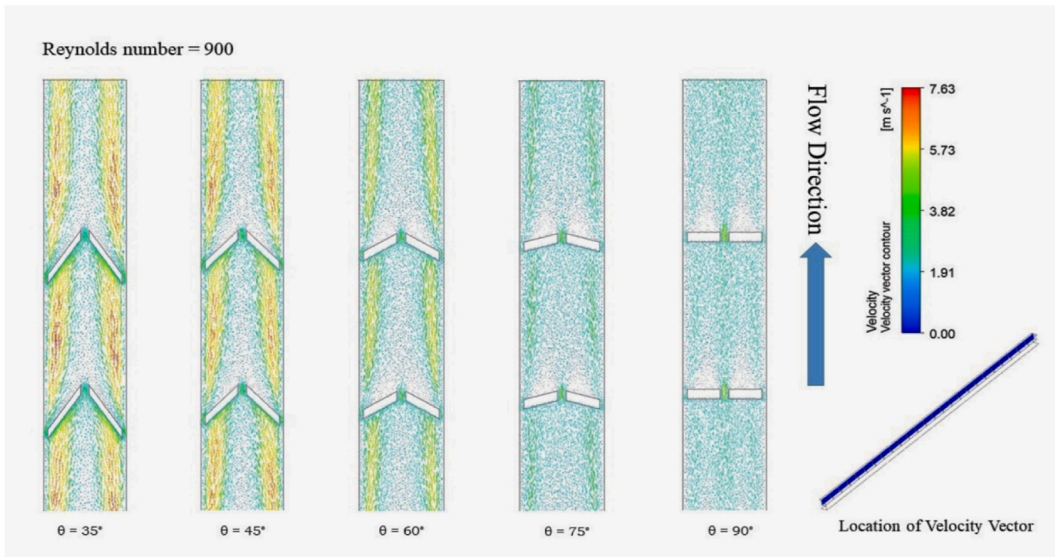 Reynolds number = 900
Flow Direction
[m s^-1]
Velocity
Velocity vector contour
7.63
5.73
3.82
1.91
0.00
θ = 35°
θ = 45°
θ = 60°
θ = 75°
θ = 90°
Location of Velocity Vector